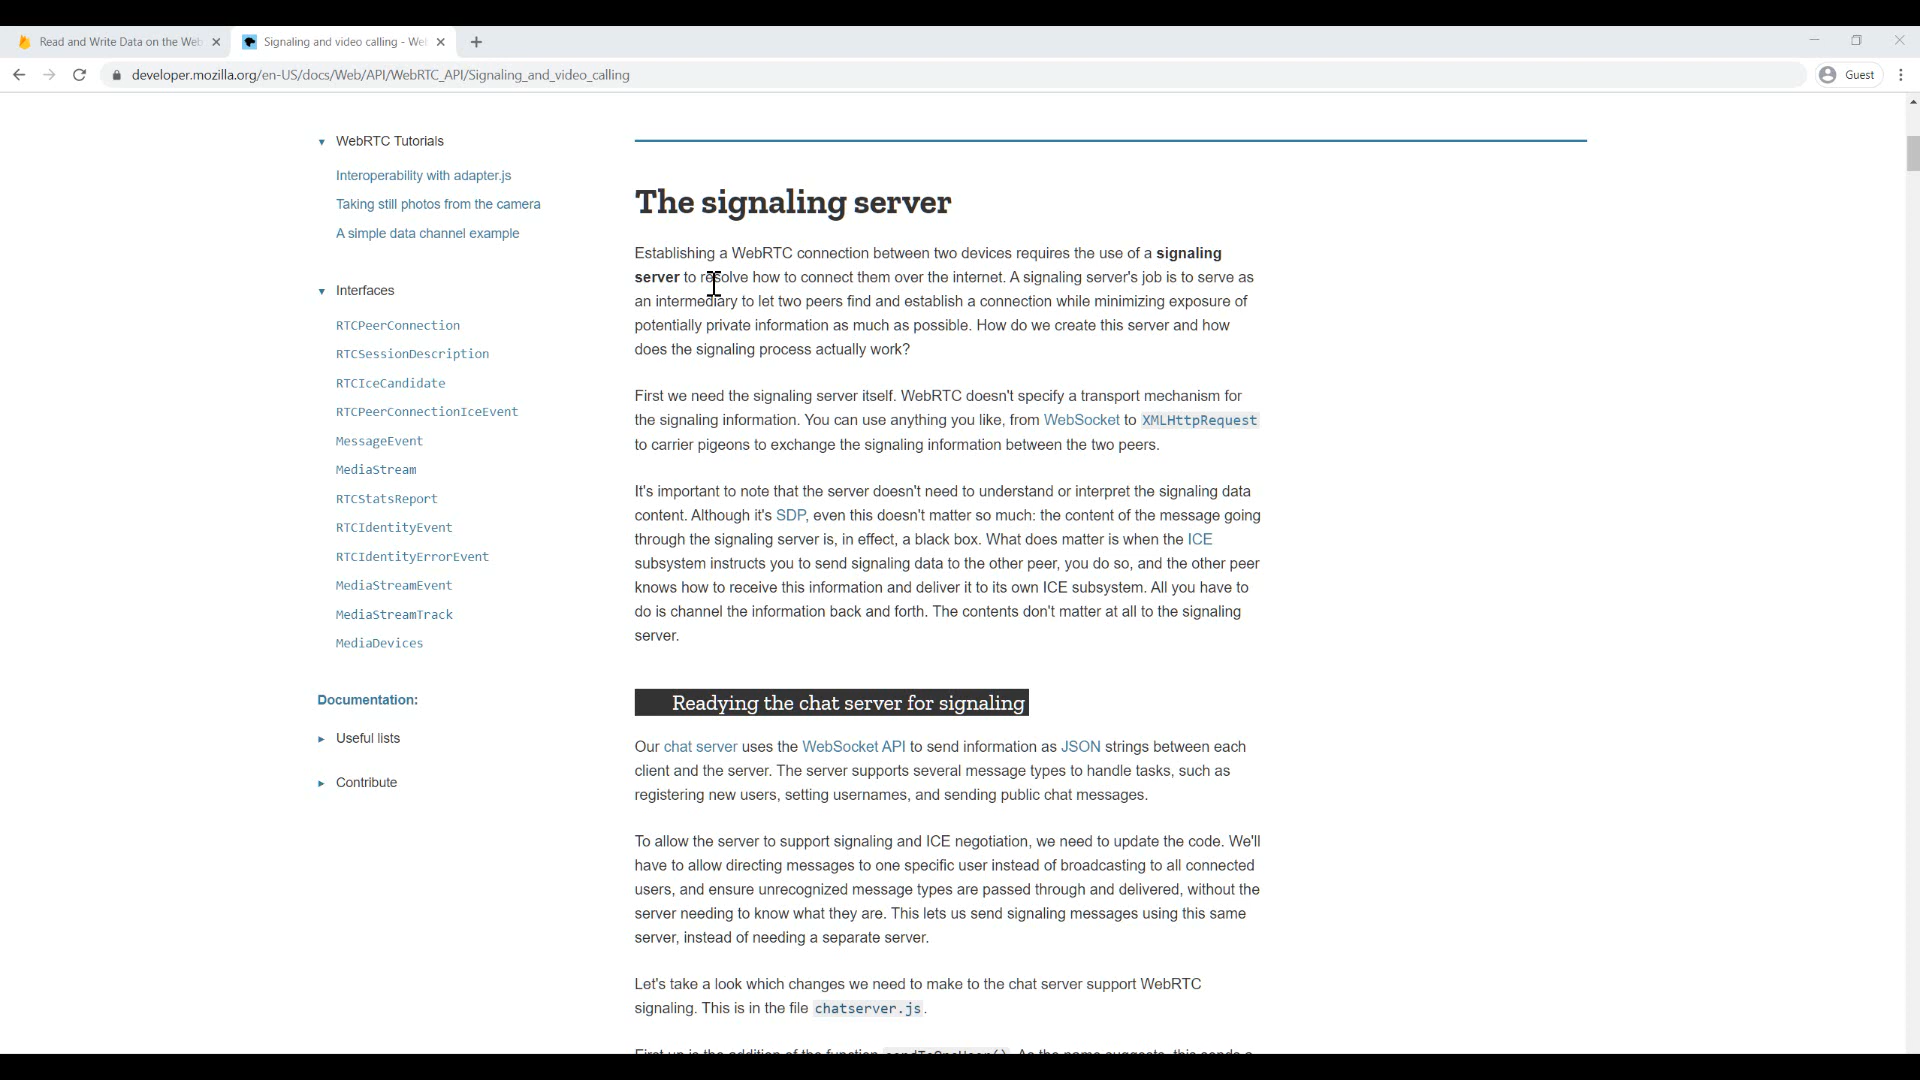 Read and Write Data on the Web
Signaling and video calling - We
developer.mozilla.org/en-US/docs/Web/API/WebRTC_API/Signaling_and_video_calling
Guest
WebRTC Tutorials
Interoperability with adapter.js
Taking still photos from the camera
A simple data channel example
Interfaces
RTCPeerConnection
RTCSessionDescription
RTCIceCandidate
RTCPeerConnectionIceEvent
MessageEvent
MediaStream
RTCStatsReport
RTCIdentityEvent
RTCIdentityErrorEvent
MediaStreamEvent
MediaStreamTrack
MediaDevices
Documentation:
Useful lists
Contribute
The signaling server
Establishing a WebRTC connection between two devices requires the use of a signaling
server to resolve how to connect them over the internet. A signaling server's job is to serve as
an intermediary to let two peers find and establish a connection while minimizing exposure of
potentially private information as much as possible. How do we create this server and how
does the signaling process actually work?
First we need the signaling server itself. WebRTC doesn't specify a transport mechanism for
the signaling information. You can use anything you like, from WebSocket to XMLHttpRequest
to carrier pigeons to exchange the signaling information between the two peers.
It's important to note that the server doesn't need to understand or interpret the signaling data
content. Although it's SDP, even this doesn't matter so much: the content of the message going
through the signaling server is, in effect, a black box. What does matter is when the ICE
subsystem instructs you to send signaling data to the other peer, you do so, and the other peer
knows how to receive this information and deliver it to its own ICE subsystem. All you have to
do is channel the information back and forth. The contents don't matter at all to the signaling
server.
Readying the chat server for signaling
Our chat server uses the WebSocket API to send information as JSON strings between each
client and the server. The server supports several message types to handle tasks, such as
registering new users, setting usernames, and sending public chat messages.
To allow the server to support signaling and ICE negotiation, we need to update the code. We'll
have to allow directing messages to one specific user instead of broadcasting to all connected
users, and ensure unrecognized message types are passed through and delivered, without the
server needing to know what they are. This lets us send signaling messages using this same
server, instead of needing a separate server.
Let's take a look which changes we need to make to the chat server support WebRTC
signaling. This is in the file chatserver.js.
First up is the addition of the function sendToOneUser(). As the name suggests, this sends a